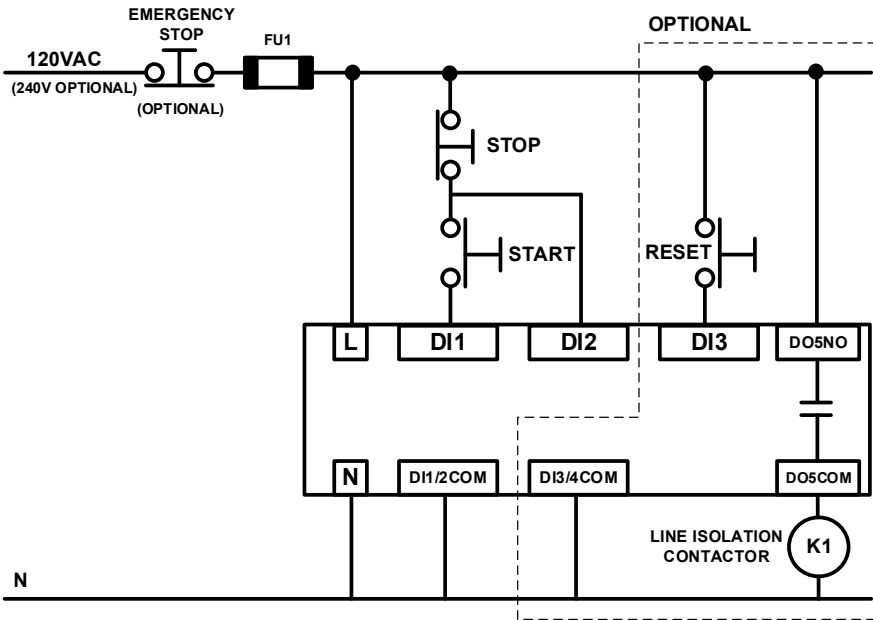 EMERGENCY
STOP
FU1
OPTIONAL
120VAC
(240V OPTIONAL)
(OPTIONAL)
STOP
START
RESET
L
DI1
DI2
DI3
DO5NO
N
DI1/2COM
DI3/4COM
DO5COM
LINE ISOLATION
CONTACTOR
K1
N